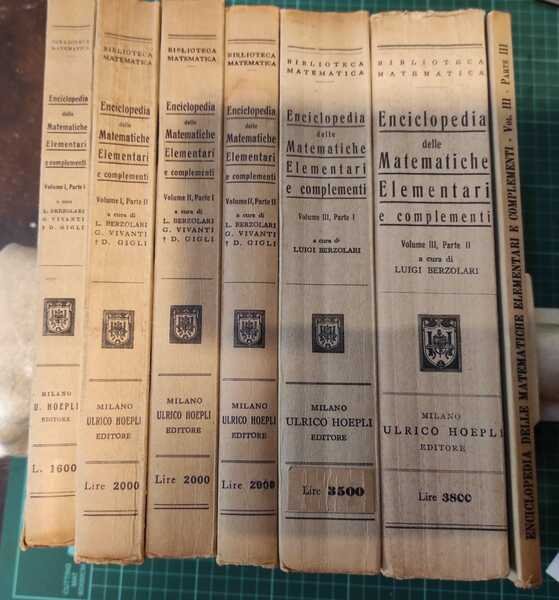 BIBLIOTECA
MATEMATICA
Enciclopedia
delle
Matematiche
Elementari
e complementi
Volume I, Parte I
a cura
L. BERZOLARI
G. VIVANTI
† D. GIGLI
MILANO
U. HOEPLI
EDITORE
L. 1600
BIBLIOTECA
MATEMATICA
Enciclopedia
delle
Matematiche
Elementari
e complementi
Volume I, Parte II
a cura di
L. BERZOLARI
G. VIVANTI
† D. GIGLI
MILANO
ULRICO HOEPLI
EDITORE
Lire 2000
BIBLIOTECA
MATEMATICA
Enciclopedia
delle
Matematiche
Elementari
e complementi
Volume II, Parte I
a cura di
L. BERZOLARI
G. VIVANTI
† D. GIGLI
MILANO
ULRICO HOEPLI
EDITORE
Lire 2000
BIBLIOTECA
MATEMATICA
Enciclopedia
delle
Matematiche
Elementari
e complementi
Volume II, Parte II
a cura di
L. BERZOLARI
G. VIVANTI
† D. GIGLI
MILANO
ULRICO HOEPLI
EDITORE
Lire 2000
BIBLIOTECA
MATEMATICA
Enciclopedia
delle
Matematiche
Elementari
e complementi
Volume III, Parte I
a cura di
LUIGI BERZOLARI
MILANO
ULRICO HOEPLI
EDITORE
Lire 3500
BIBLIOTECA
MATEMATICA
Enciclopedia
delle
Matematiche
Elementari
e complementi
Volume III, Parte II
a cura di
LUIGI BERZOLARI
MILANO
ULRICO HOEPLI
EDITORE
Lire 3800
ENCICLOPEDIA DELLE MATEMATICHE ELEMENTARI E COMPLEMENTI - VOL. III - PARTE III